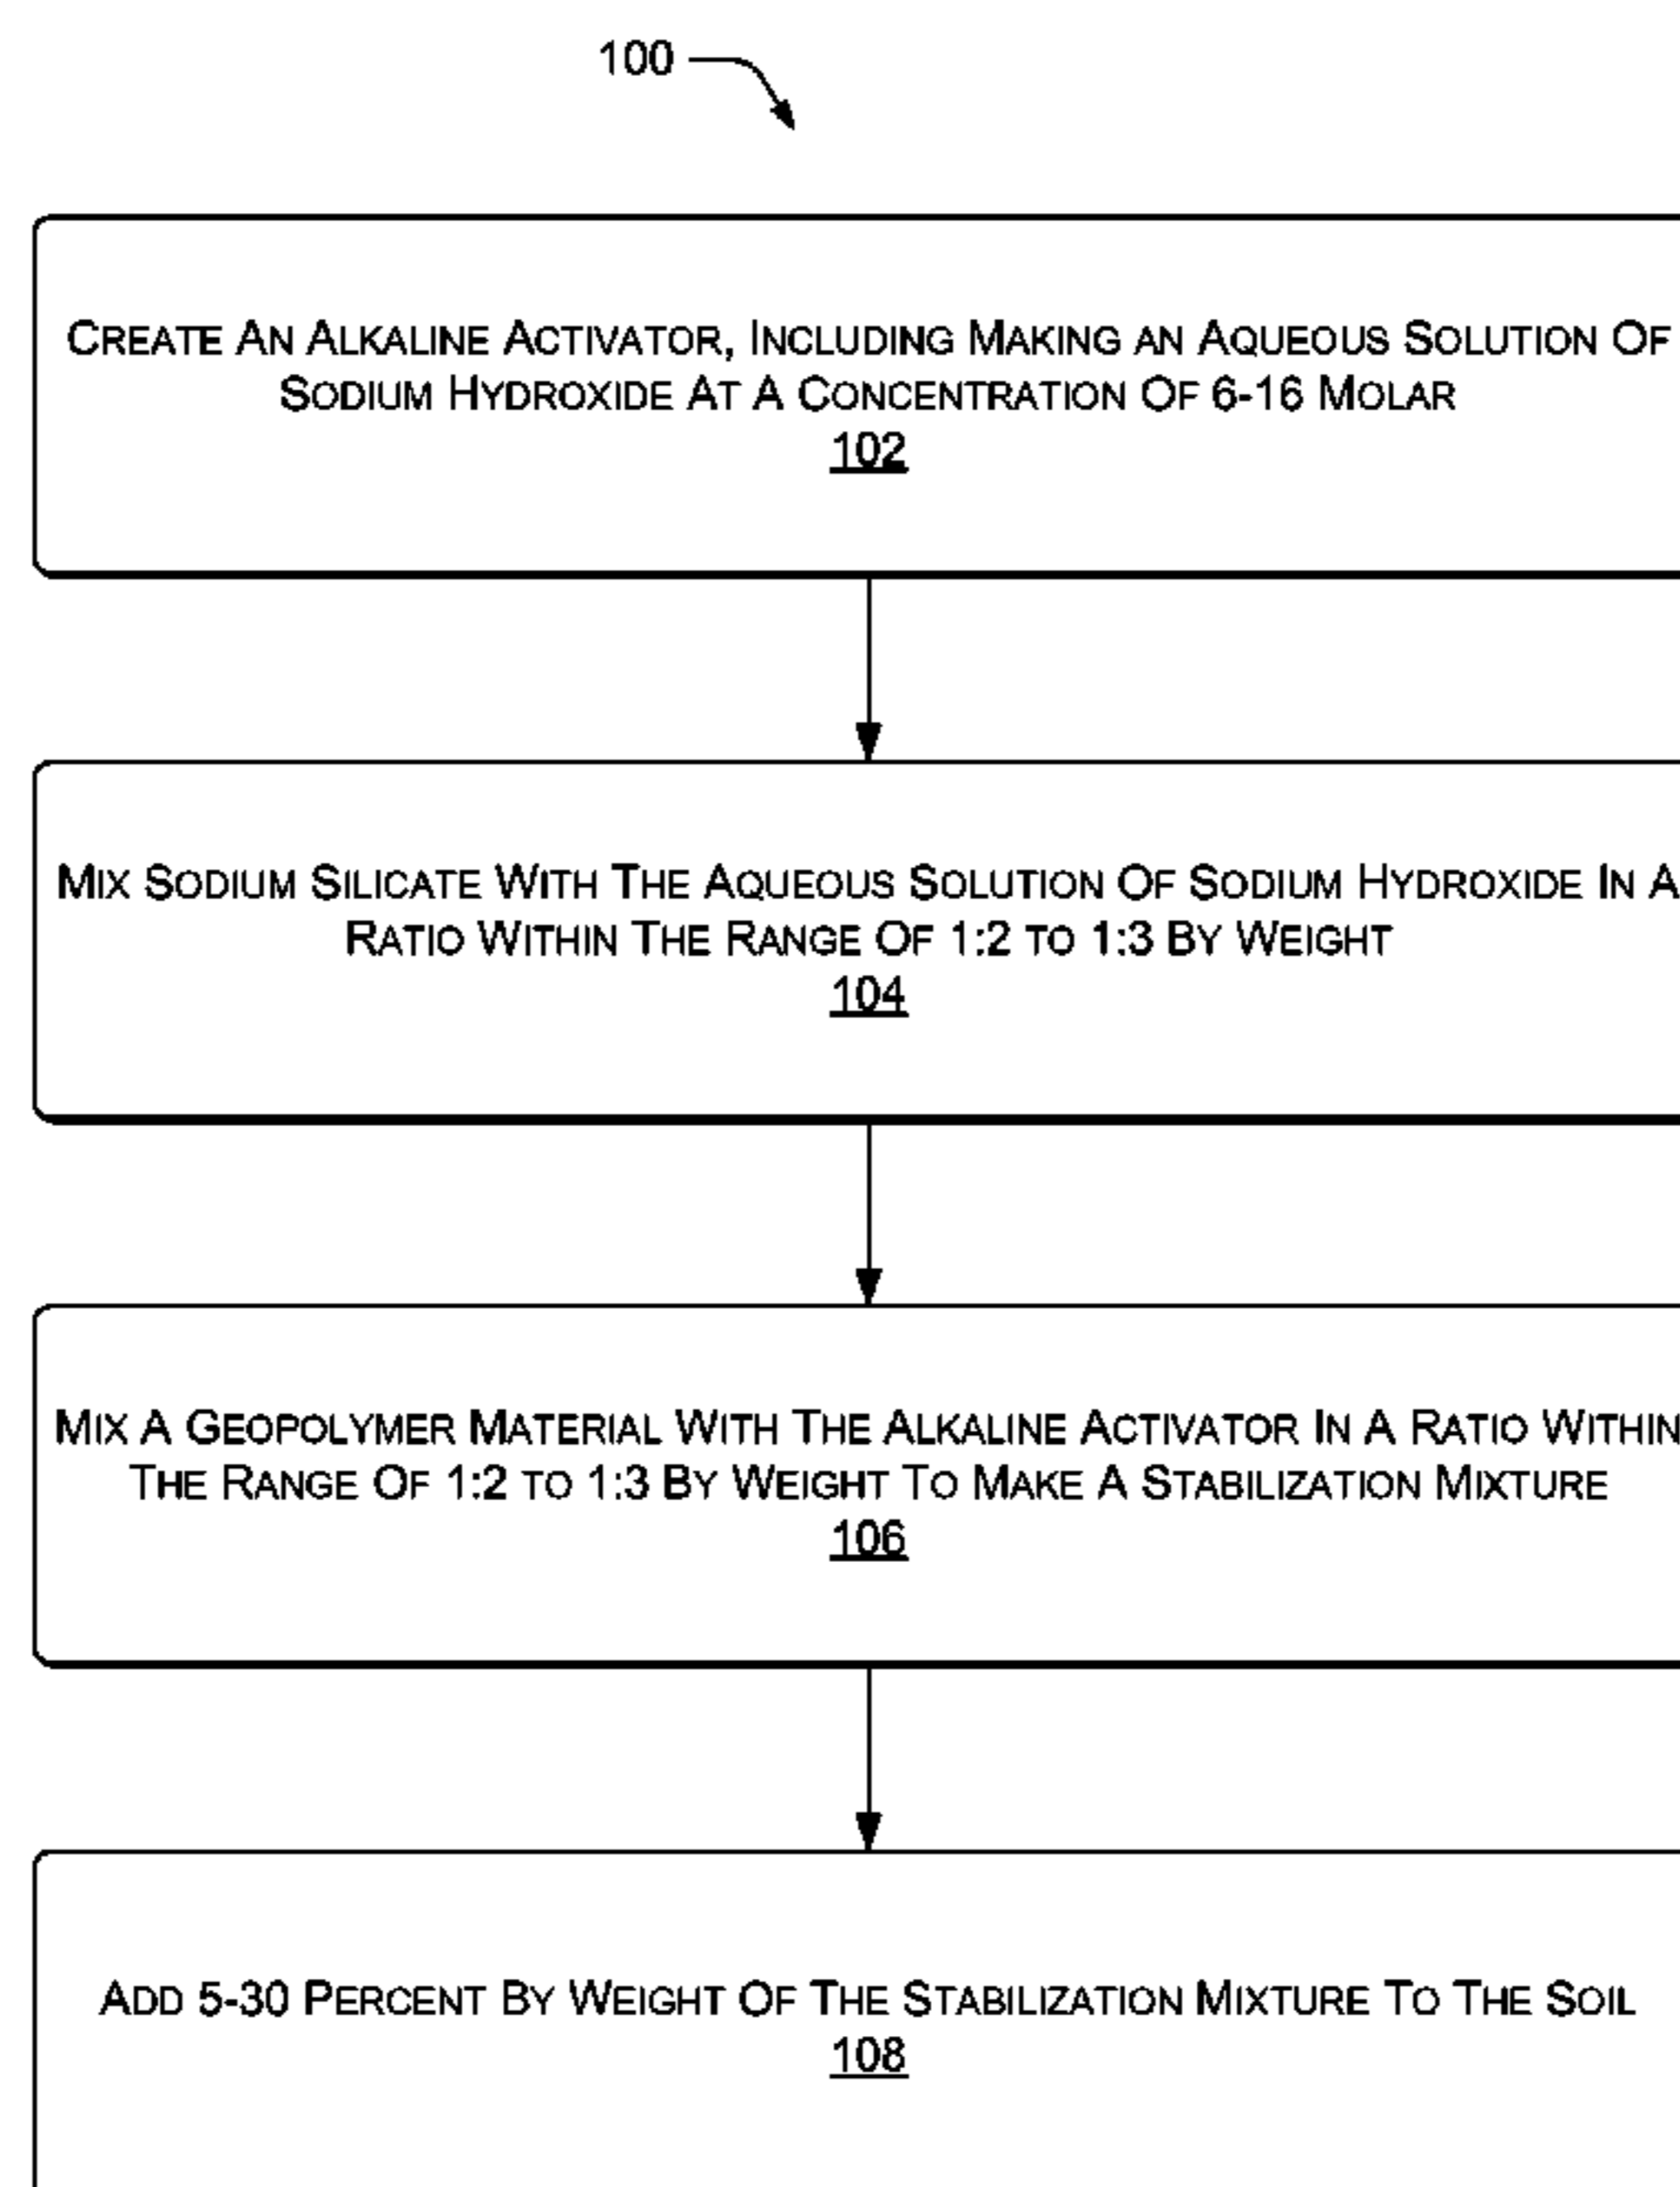 100
CREATE AN ALKALINE ACTIVATOR, INCLUDING MAKING AN AQUEOUS SOLUTION OF
SODIUM HYDROXIDE AT A CONCENTRATION OF 6-16 MOLAR
102
MIX SODIUM SILICATE WITH THE AQUEOUS SOLUTION OF SODIUM HYDROXIDE IN A
RATIO WITHIN THE RANGE OF 1:2 TO 1:3 BY WEIGHT
104
MIX A GEOPOLYMER MATERIAL WITH THE ALKALINE ACTIVATOR IN A RATIO WITHIN
THE RANGE OF 1:2 TO 1:3 BY WEIGHT TO MAKE A STABILIZATION MIXTURE
106
ADD 5-30 PERCENT BY WEIGHT OF THE STABILIZATION MIXTURE TO THE SOIL
108